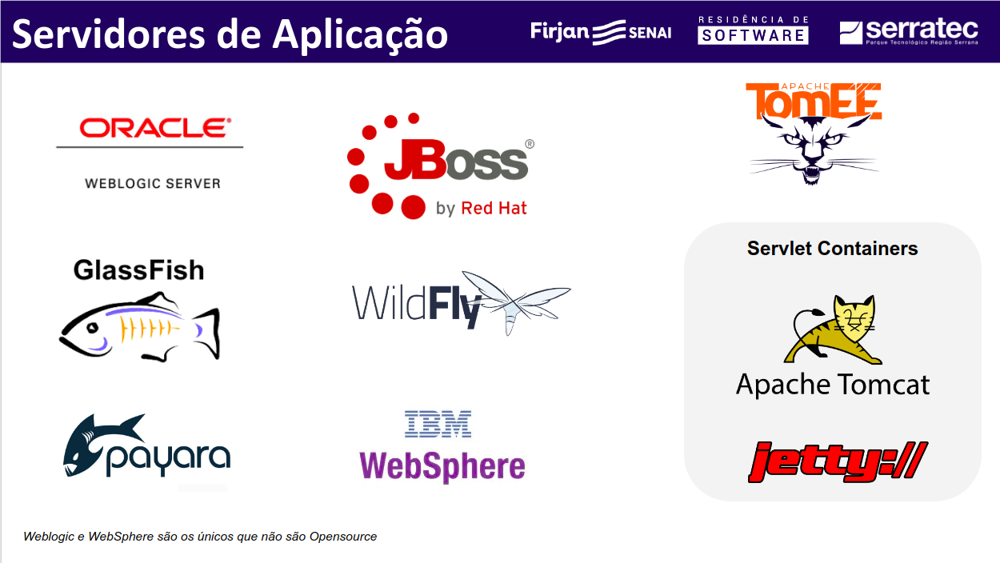 Servidores de Aplicação
Firjan SENAI
RESIDÊNCIA DE
SOFTWARE
serratec
Parque Tecnológico Região Serrana
ORACLE®
WEBLOGIC SERVER
JBoss®
by Red Hat
APACHE
TomEE
GlassFish
WildFly
Servlet Containers
Apache Tomcat
payara
IBM
WebSphere
jetty://
Weblogic e WebSphere são os únicos que não são Opensource